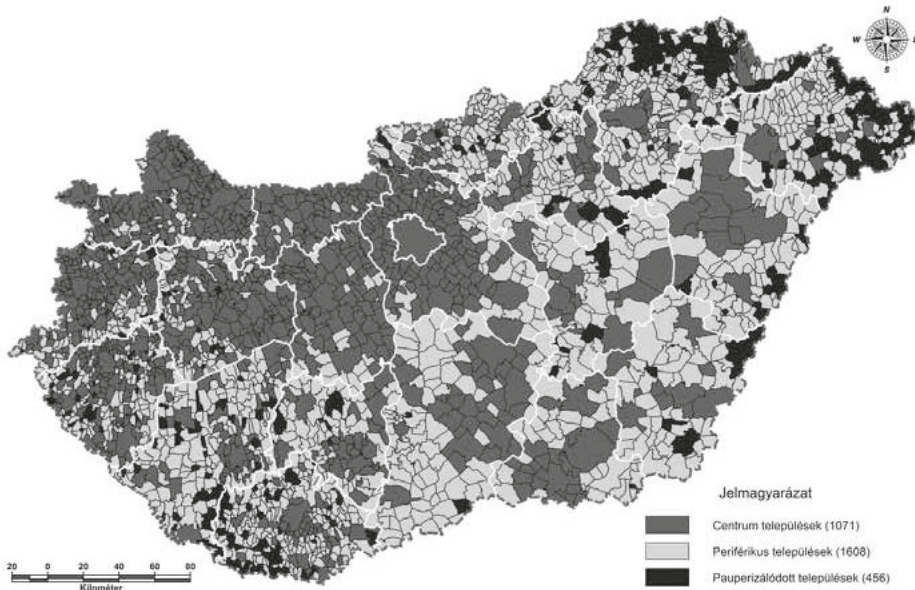 N
W
S
Jelmagyarázat
Centrum települések (1071)
Periférikus települések (1608)
Pauperizálódott települések (456)
20 0 20 40 60 80
Kilométer